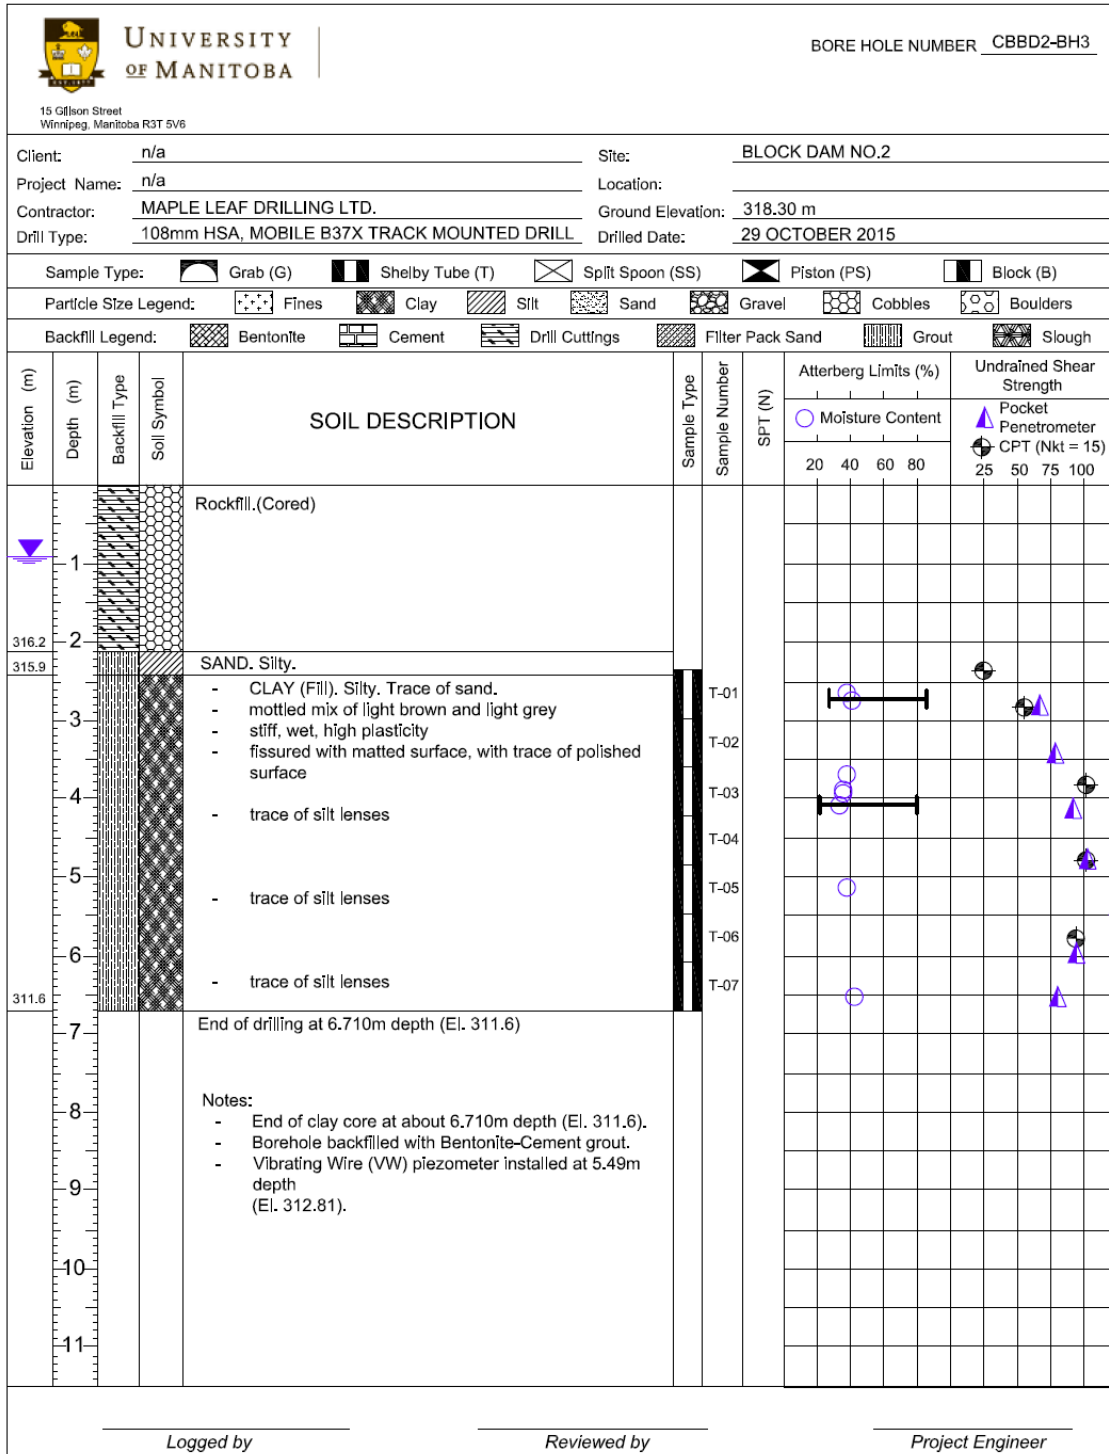 UNIVERSITY
OF MANITOBA
BORE HOLE NUMBER CBBD2-BH3
15 Gillson Street
Winnipeg, Manitoba R3T 5V6
Client: n/a
Site: BLOCK DAM NO.2
Project Name: n/a
Location:
Contractor: MAPLE LEAF DRILLING LTD.
Ground Elevation: 318.30 m
Drill Type: 108mm HSA, MOBILE B37X TRACK MOUNTED DRILL
Drilled Date: 29 OCTOBER 2015
Sample Type: Grab (G) Shelby Tube (T) Split Spoon (SS) Piston (PS) Block (B)
Particle Size Legend: Fines Clay Silt Sand Gravel Cobbles Boulders
Backfill Legend: Bentonite Cement Drill Cuttings Filter Pack Sand Grout Slough
Elevation (m)
Depth (m)
Backfill Type
Soil Symbol
SOIL DESCRIPTION
Sample Type
Sample Number
SPT (N)
Atterberg Limits (%)
Moisture Content
20 40 60 80
Undrained Shear
Strength
Pocket
Penetrometer
CPT (Nkt = 15)
25 50 75 100
Rockfill.(Cored)
1
316.2
2
315.9
SAND. Silty.
- CLAY (Fill). Silty. Trace of sand.
T-01
- mottled mix of light brown and light grey
3
- stiff, wet, high plasticity
T-02
- fissured with matted surface, with trace of polished
surface
T-03
4
- trace of silt lenses
T-04
5
T-05
- trace of silt lenses
T-06
6
- trace of silt lenses
T-07
311.6
End of drilling at 6.710m depth (El. 311.6)
7
Notes:
8
- End of clay core at about 6.710m depth (El. 311.6).
- Borehole backfilled with Bentonite-Cement grout.
- Vibrating Wire (VW) piezometer installed at 5.49m
depth
9
(El. 312.81).
10
11
Logged by
Reviewed by
Project Engineer